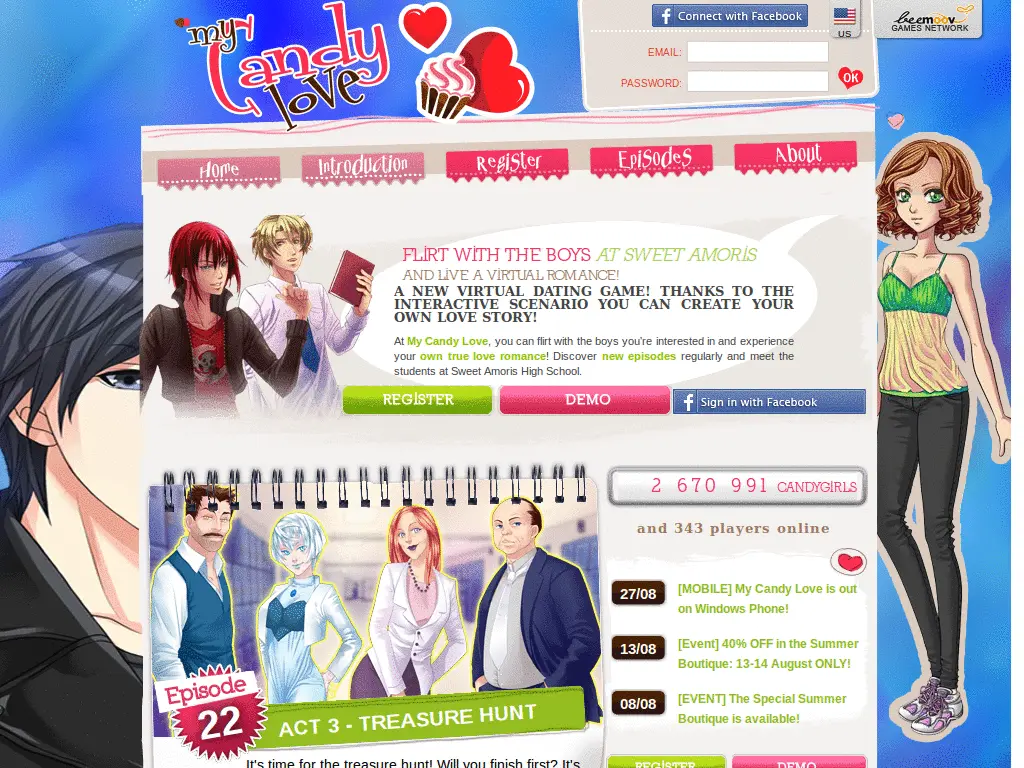 my
Candy
love
Connect with Facebook
US
beemoov
GAMES NETWORK
EMAIL:
PASSWORD:
OK
Home
Introduction
Register
Episodes
About
FLIRT WITH THE BOYS AT SWEET AMORIS
AND LIVE A VIRTUAL ROMANCE!
A NEW VIRTUAL DATING GAME! THANKS TO THE
INTERACTIVE SCENARIO YOU CAN CREATE YOUR
OWN LOVE STORY!
At My Candy Love, you can flirt with the boys you're interested in and experience
your own true love romance! Discover new episodes regularly and meet the
students at Sweet Amoris High School.
REGISTER
DEMO
Sign in with Facebook
2 670 991 CANDYGIRLS
and 343 players online
27/08
[MOBILE] My Candy Love is out
on Windows Phone!
13/08
[Event] 40% OFF in the Summer
Boutique: 13-14 August ONLY!
08/08
[EVENT] The Special Summer
Boutique is available!
Episode
22
ACT 3 - TREASURE HUNT
It's time for the treasure hunt! Will you finish first? It's
REGISTER
DEMO